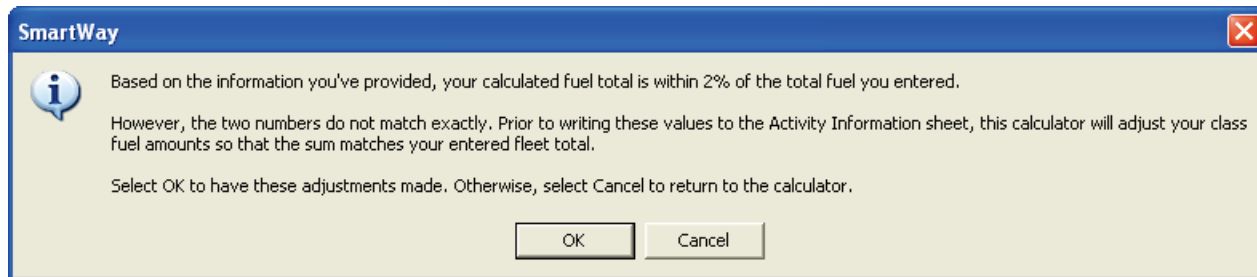 SmartWay
Based on the information you've provided, your calculated fuel total is within 2% of the total fuel you entered.
However, the two numbers do not match exactly. Prior to writing these values to the Activity Information sheet, this calculator will adjust your class
fuel amounts so that the sum matches your entered fleet total.
Select OK to have these adjustments made. Otherwise, select Cancel to return to the calculator.
OK
Cancel